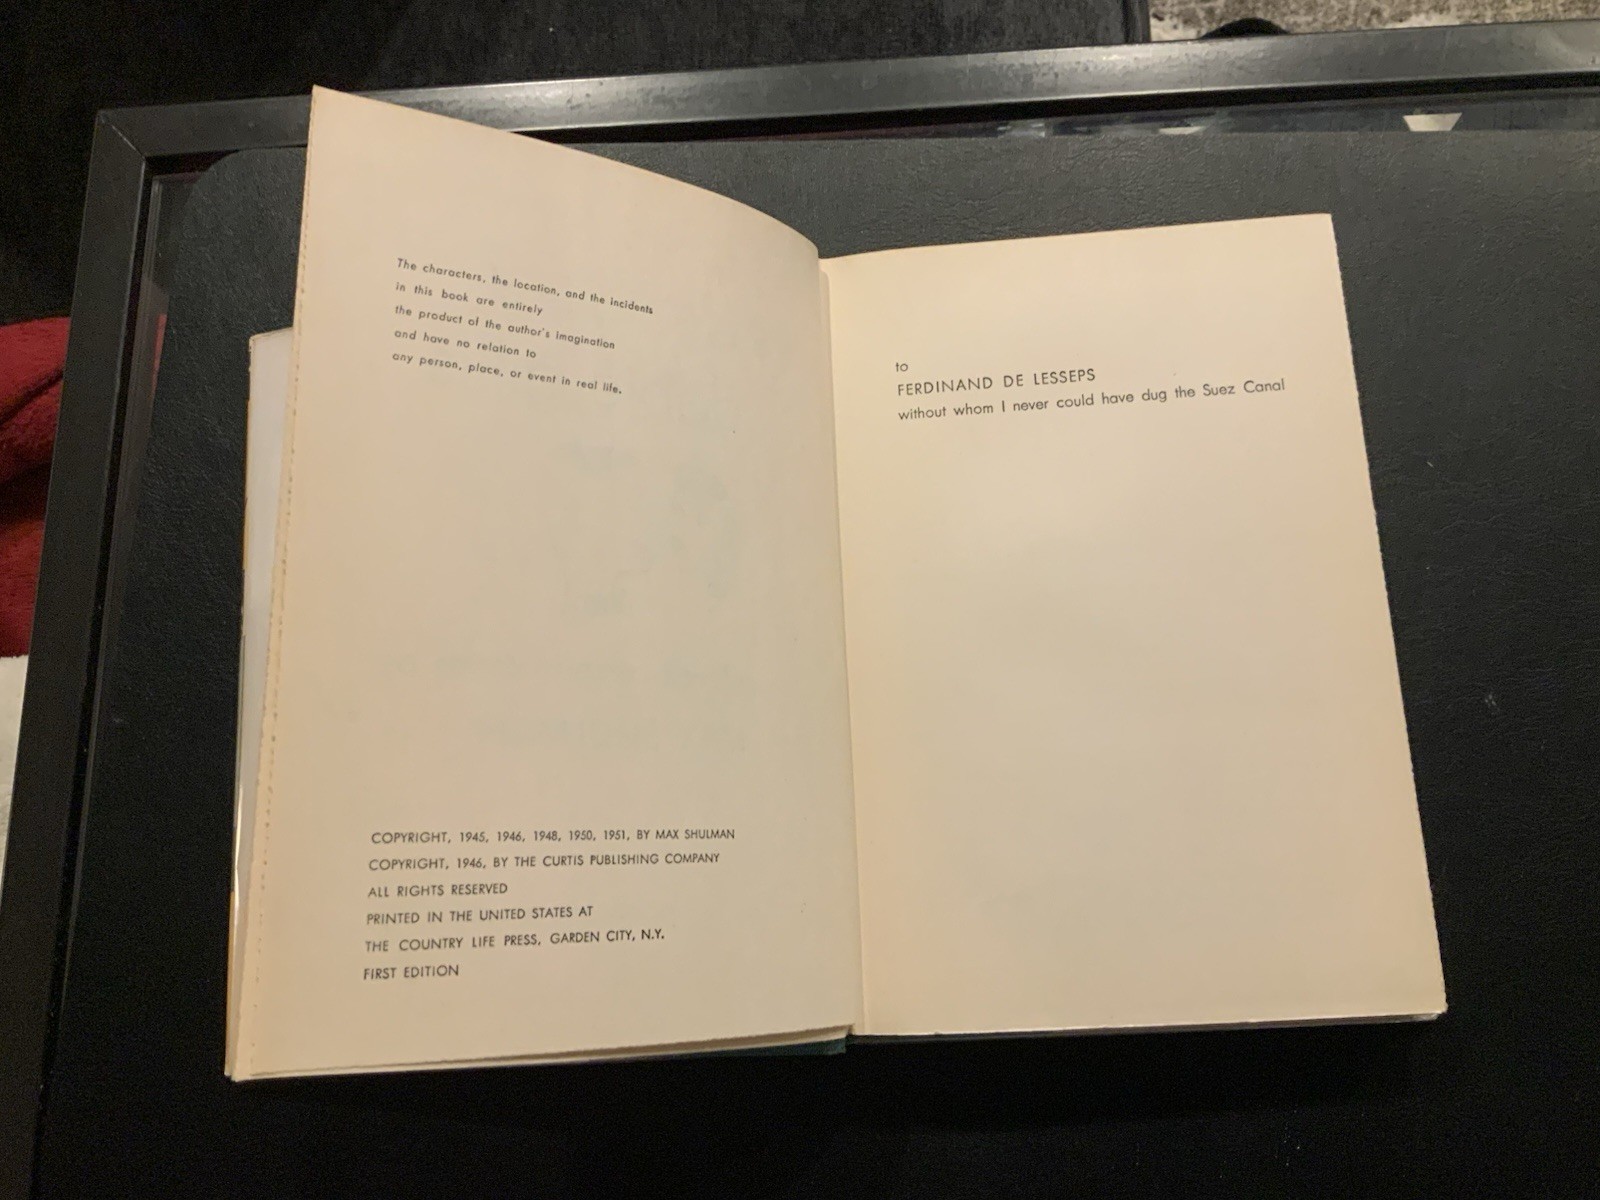 The characters, the location, and the incidents
in this book are entirely
the product of the author's imagination
and have no relation to
any person, place, or event in real life.
COPYRIGHT, 1945, 1946, 1948, 1950, 1951, BY MAX SHULMAN
COPYRIGHT, 1946, BY THE CURTIS PUBLISHING COMPANY
ALL RIGHTS RESERVED
PRINTED IN THE UNITED STATES AT
THE COUNTRY LIFE PRESS, GARDEN CITY, N.Y.
FIRST EDITION
to
FERDINAND DE LESSEPS
without whom I never could have dug the Suez Canal